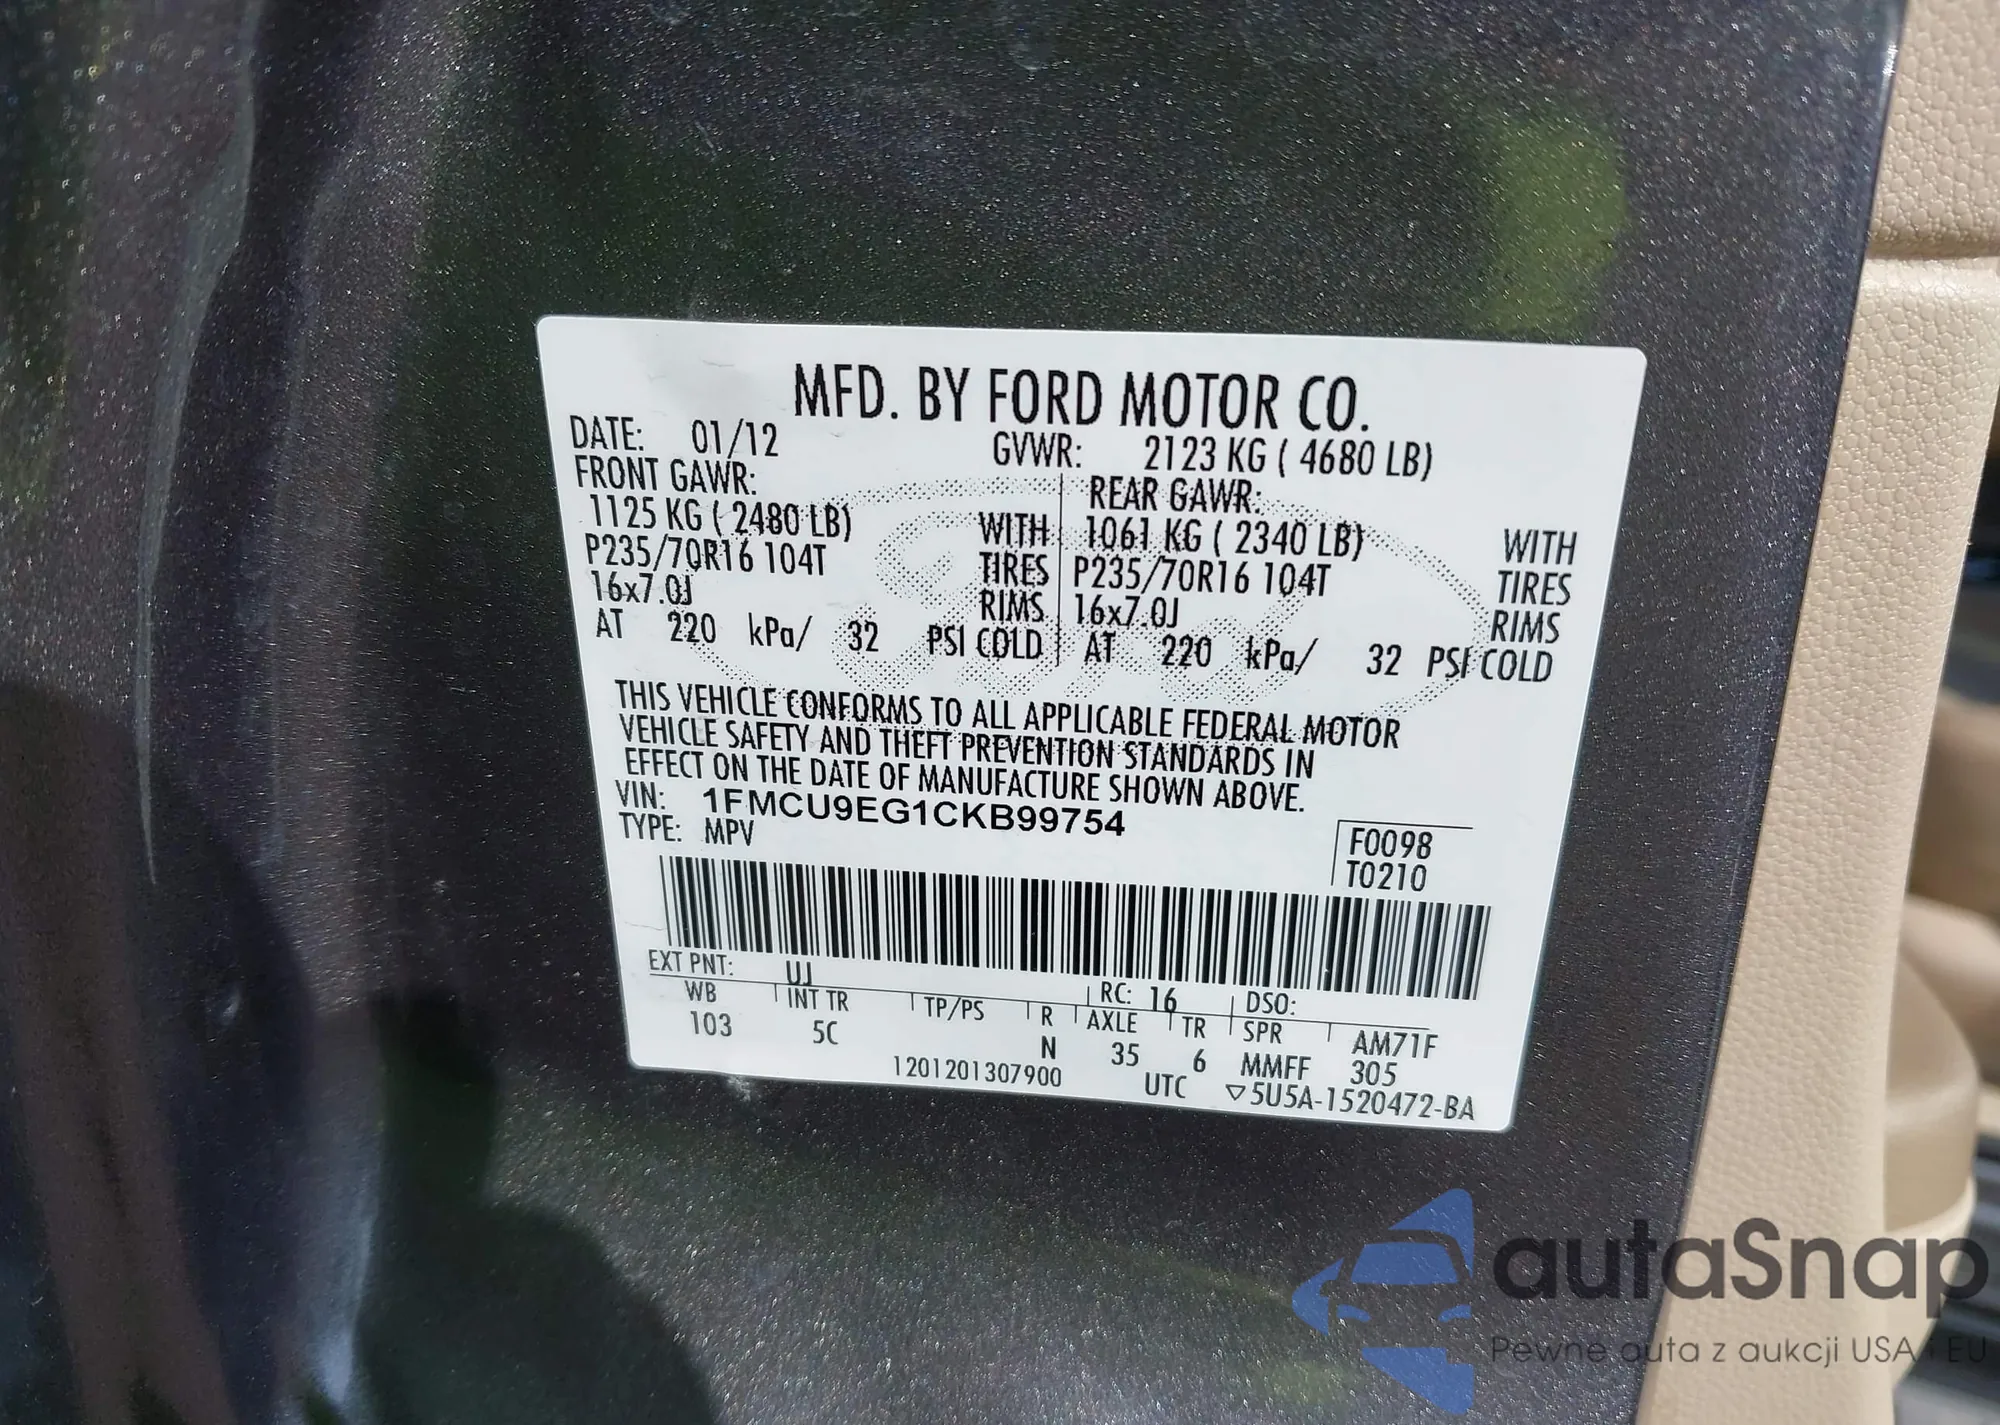 MFD. BY FORD MOTOR CO.
DATE: 01/12 GVWR: 2123 KG ( 4680 LB)
FRONT GAWR: REAR GAWR:
1125 KG ( 2480 LB) WITH 1061 KG ( 2340 LB) WITH
P235/70R16 104T TIRES P235/70R16 104T TIRES
16x7.0J RIMS 16x7.0J RIMS
AT 220 kPa/ 32 PSI COLD AT 220 kPa/ 32 PSI COLD
THIS VEHICLE CONFORMS TO ALL APPLICABLE FEDERAL MOTOR
VEHICLE SAFETY AND THEFT PREVENTION STANDARDS IN
EFFECT ON THE DATE OF MANUFACTURE SHOWN ABOVE.
VIN: 1FMCU9EG1CKB99754
TYPE: MPV
F0098
T0210
EXT PNT: UJ RC: 16 DSO:
WB INT TR TP/PS R AXLE TR SPR AM71F
103 5C N 35 6 MMFF 305
1201201307900 UTC ▽5U5A-1520472-BA
Ford
autaSnap
Pewne auta z aukcji USA i EU